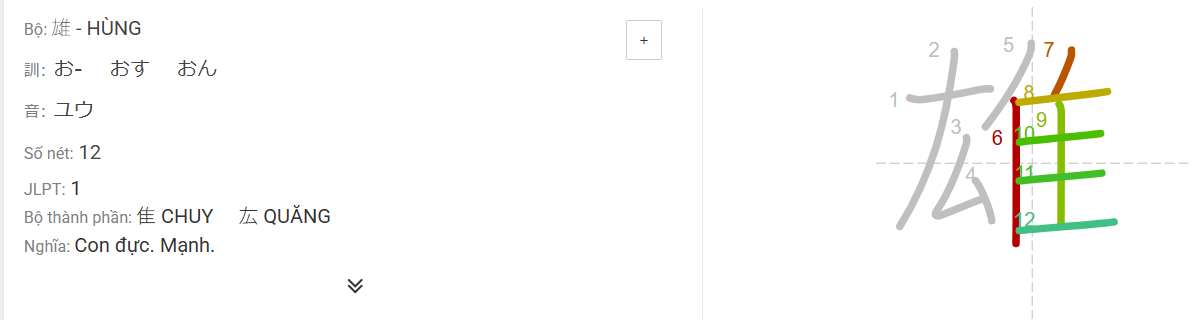 Bộ: 雄 - HÙNG
+
訓: お- おす おん
音: ユウ
Số nét: 12
JLPT: 1
Bộ thành phần: 隹 CHUY 厷 QUĂNG
Nghĩa: Con đực. Mạnh.
雄
1
2
3
4
5
6
7
8
9
10
11
12